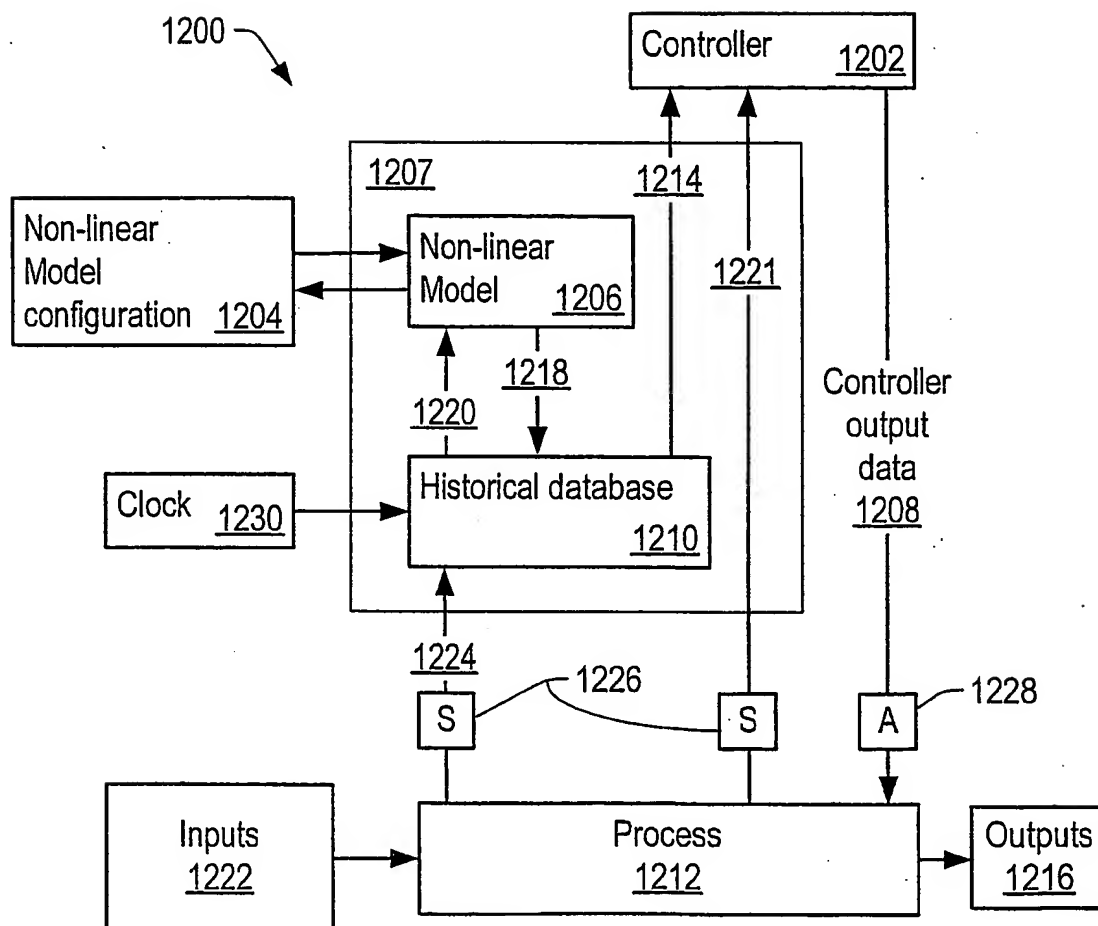 1200
Controller
1202
1207
1214
Non-linear
Model
configuration 1204
Non-linear
Model
1206
1221
1218
1220
Controller
output
data
1208
Clock 1230
Historical database
1210
1224
1226
1228
S
S
A
Inputs
1222
Process
1212
Outputs
1216